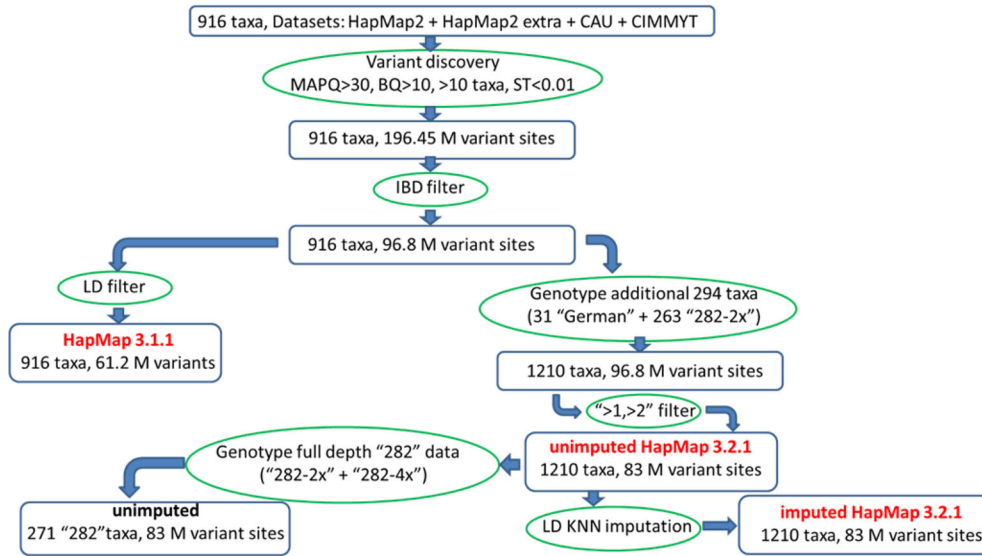 916 taxa, Datasets: HapMap2 + HapMap2 extra + CAU + CIMMYT
Variant discovery
MAPQ>30, BQ>10, >10 taxa, ST<0.01
916 taxa, 196.45 M variant sites
IBD filter
916 taxa, 96.8 M variant sites
LD filter
HapMap 3.1.1
916 taxa, 61.2 M variants
Genotype additional 294 taxa
(31 “German” + 263 “282-2x”)
1210 taxa, 96.8 M variant sites
“>1,>2” filter
unimputed HapMap 3.2.1
1210 taxa, 83 M variant sites
Genotype full depth “282” data
(“282-2x” + “282-4x”)
unimputed
271 “282”taxa, 83 M variant sites
LD KNN imputation
imputed HapMap 3.2.1
1210 taxa, 83 M variant sites